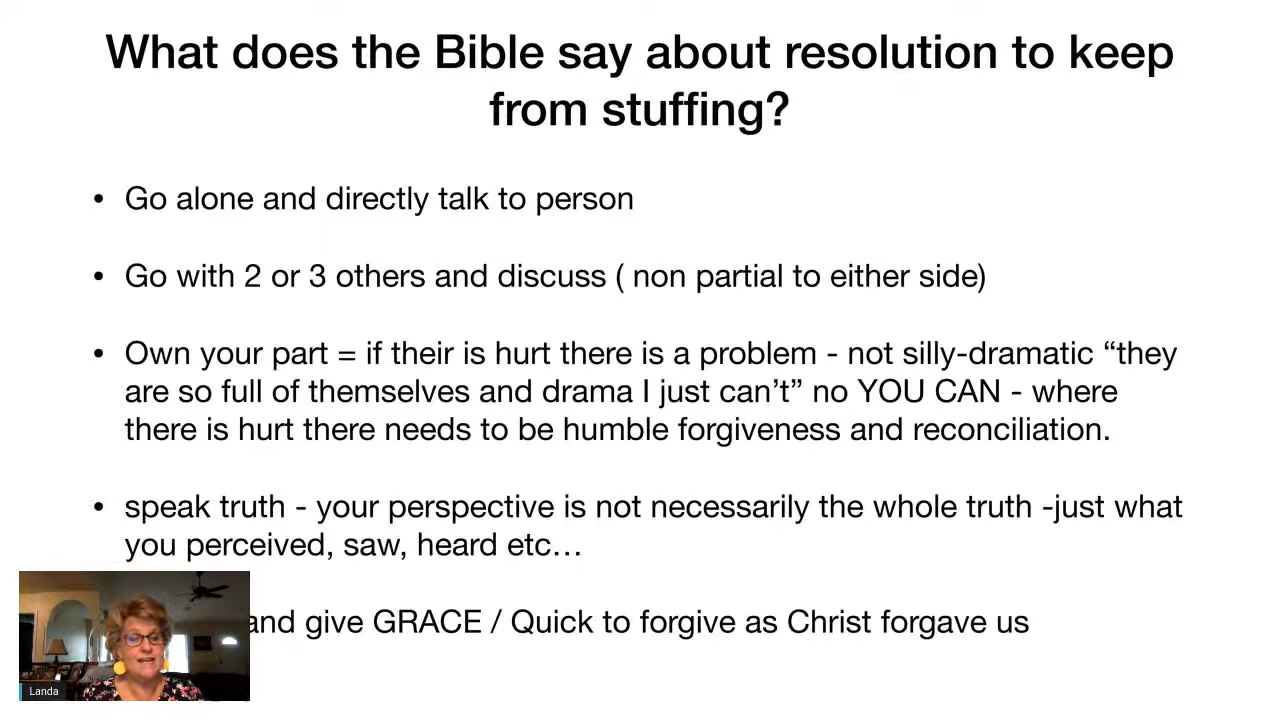 What does the Bible say about resolution to keep
from stuffing?
• Go alone and directly talk to person
• Go with 2 or 3 others and discuss ( non partial to either side)
• Own your part = if their is hurt there is a problem - not silly-dramatic “they
are so full of themselves and drama I just can’t” no YOU CAN - where
there is hurt there needs to be humble forgiveness and reconciliation.
• speak truth - your perspective is not necessarily the whole truth -just what
you perceived, saw, heard etc…
and give GRACE / Quick to forgive as Christ forgave us
Landa